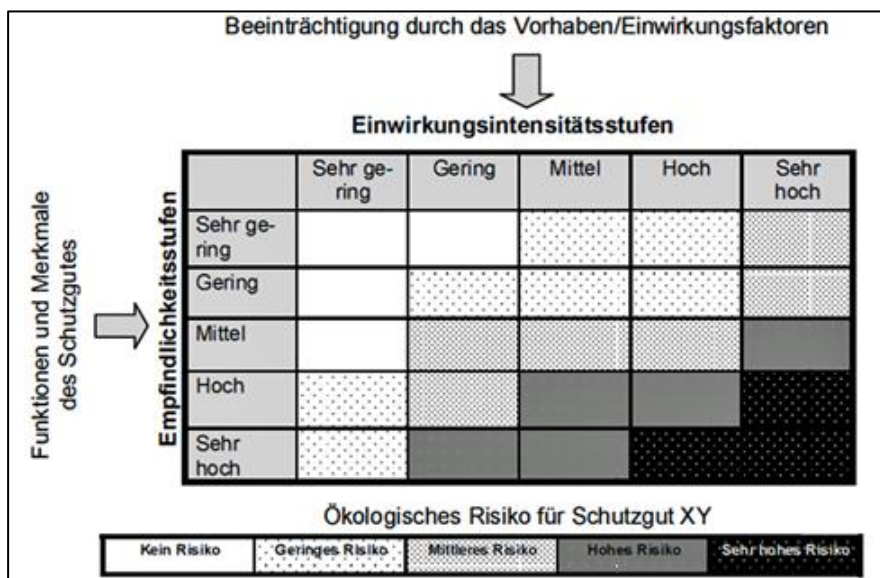 Beeinträchtigung durch das Vorhaben/Einwirkungsfaktoren
Einwirkungsintensitätsstufen
Sehr ge-
ring
Gering
Mittel
Hoch
Sehr
hoch
Funktionen und Merkmale
des Schutzgutes
Empfindlichkeitsstufen
Sehr ge-
ring
Gering
Mittel
Hoch
Sehr
hoch
Ökologisches Risiko für Schutzgut XY
Kein Risiko
Geringes Risiko
Mittleres Risiko
Hohes Risiko
Sehr hohes Risiko